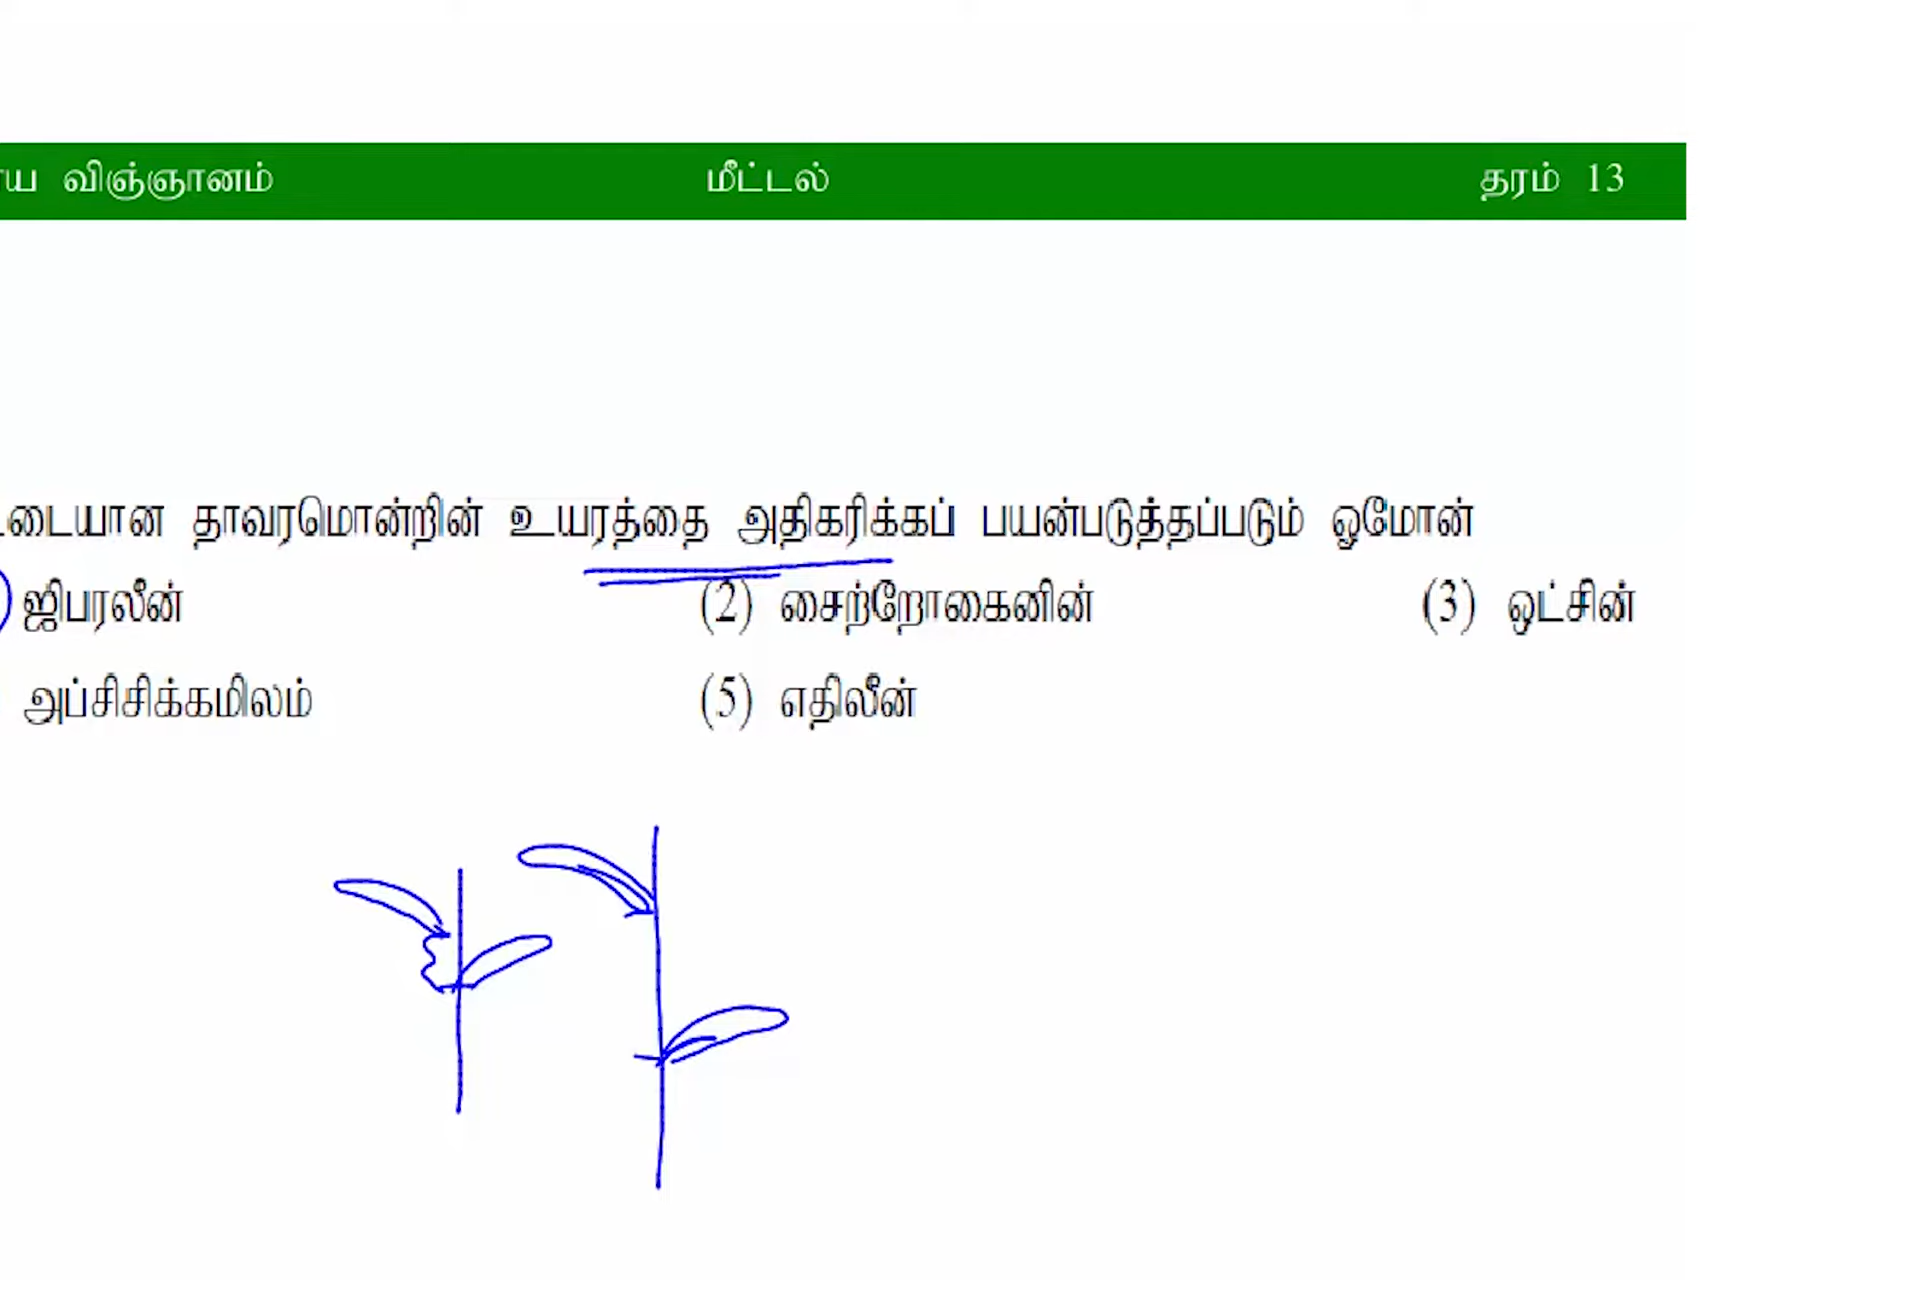 விஞ்ஞானம் மீட்டல் தரம் 13
தாவரமொன்றின் உயரத்தை அதிகரிக்கப் பயன்படுத்தப்படும் ஓமோன்
ஜிபரலீன் (2) சைற்றோகைனின் (3) ஒட்சின்
அப்சிசிக்கமிலம் (5) எதிலீன்